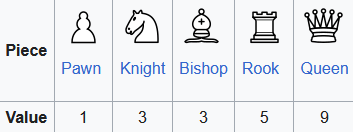 Piece
Pawn Knight Bishop Rook Queen
Value 1 3 3 5 9